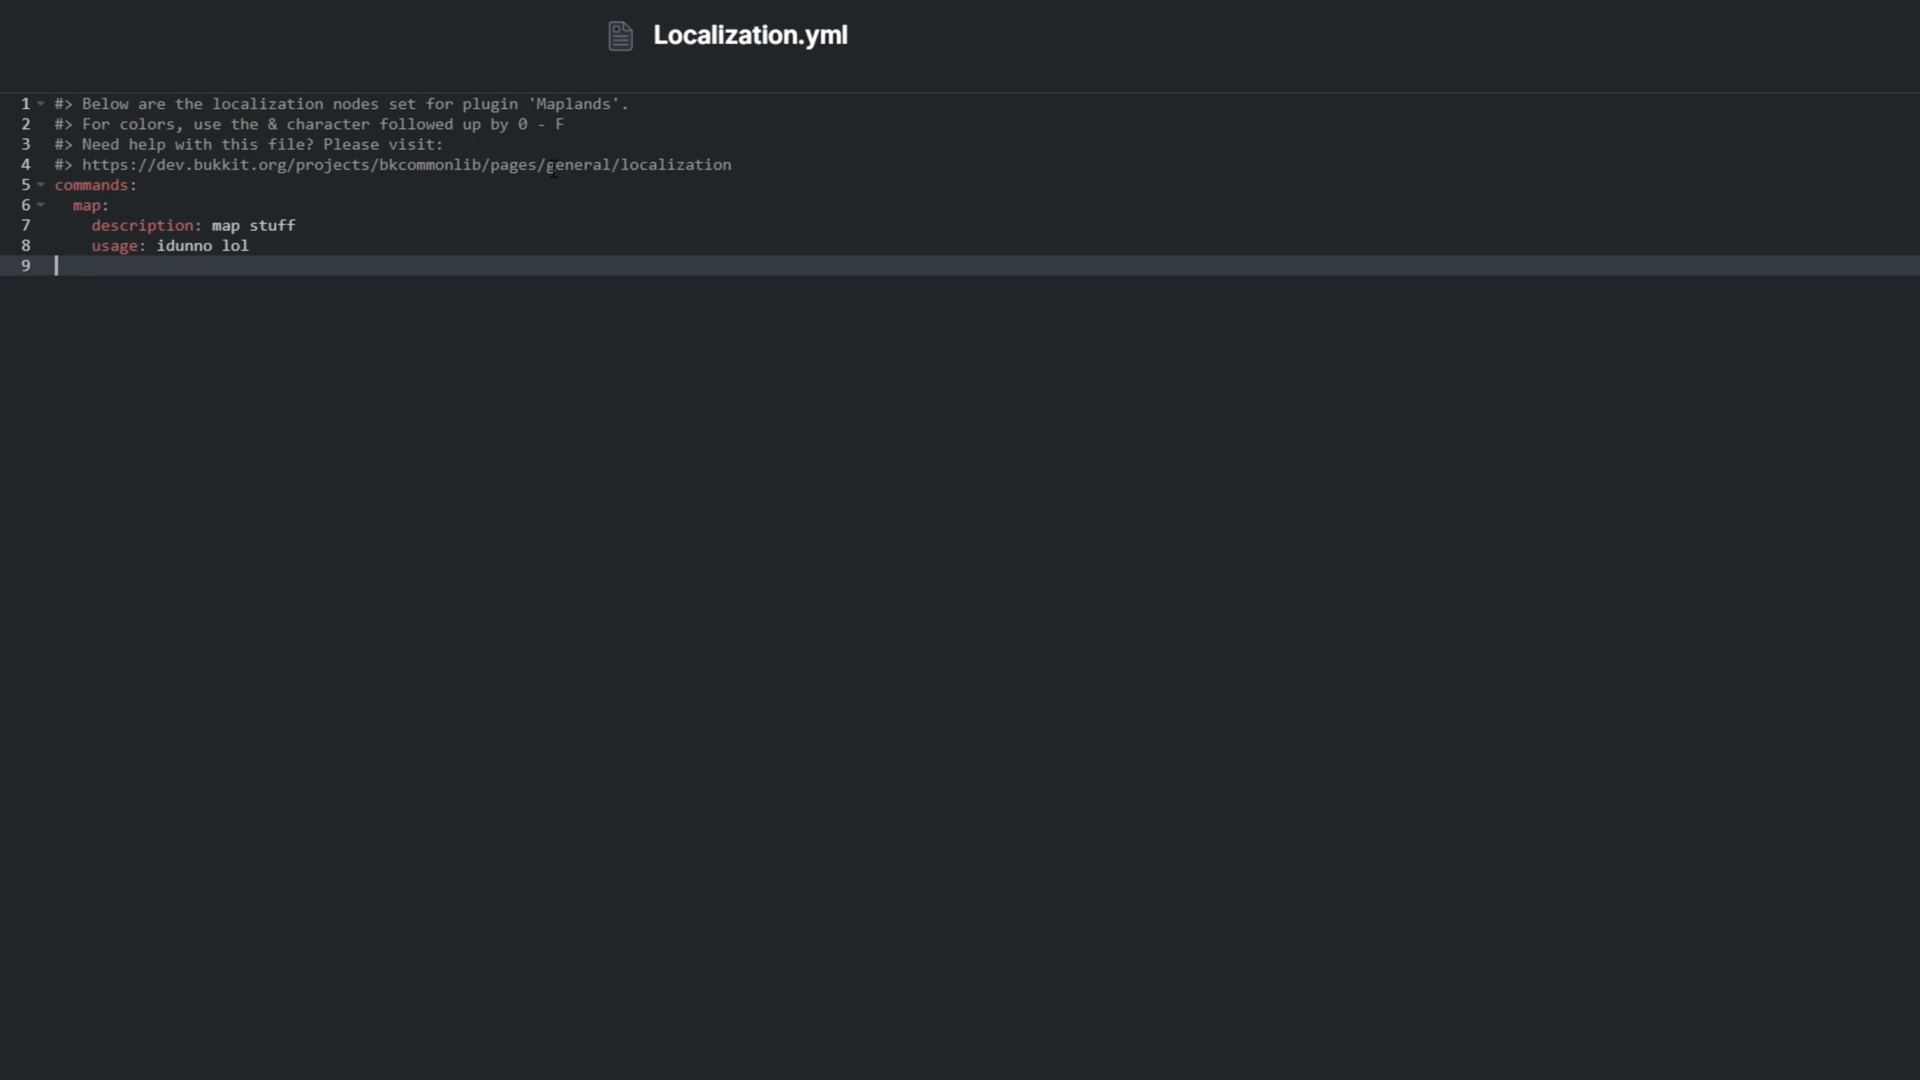 Localization.yml
1 #> Below are the localization nodes set for plugin 'Maplands'.
2 #> For colors, use the & character followed up by 0 - F
3 #> Need help with this file? Please visit:
4 #> https://dev.bukkit.org/projects/bkcommonlib/pages/general/localization
5 commands:
6 map:
7 description: map stuff
8 usage: idunno lol
9